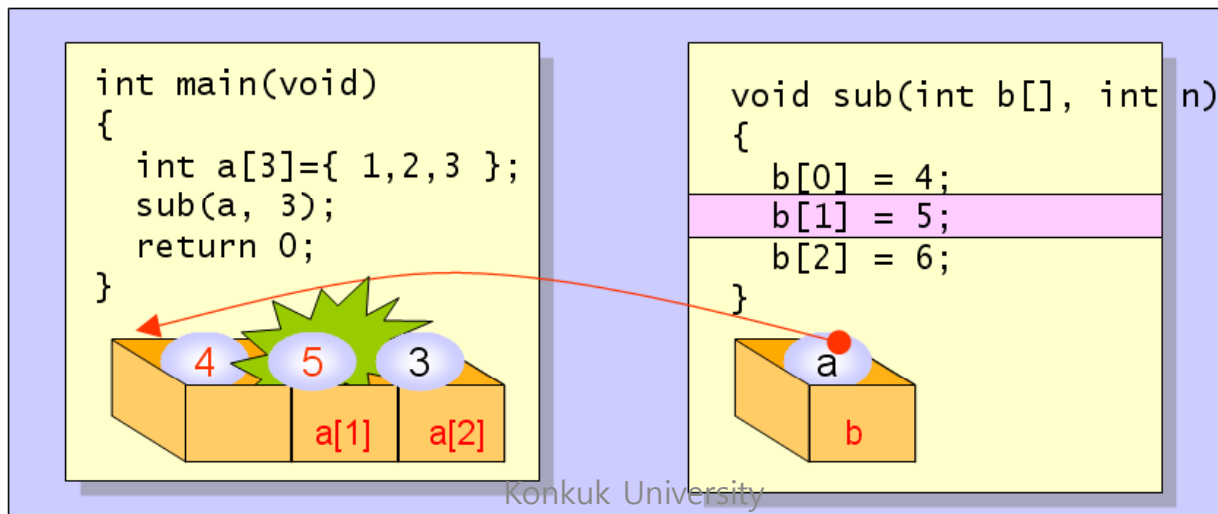 int main(void)
{
int a[3]={ 1,2,3 };
sub(a, 3);
return 0;
}
4
5
3
a[1]
a[2]
void sub(int b[], int n)
{
b[0] = 4;
b[1] = 5;
b[2] = 6;
}
a
b
Konkuk University